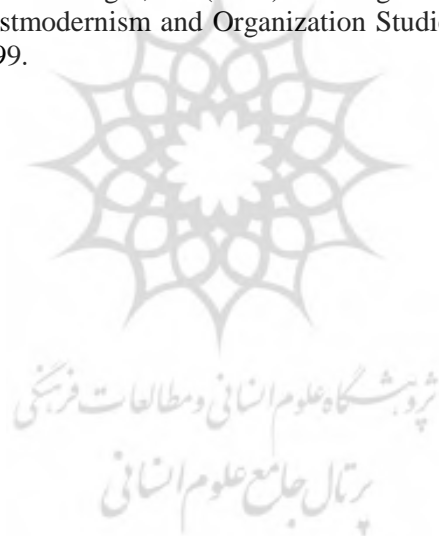 stmodernism and Organization Studie
99.
پژوهشگاه علوم انسانی و مطالعات فرهنگی
پرتال جامع علوم انسانی